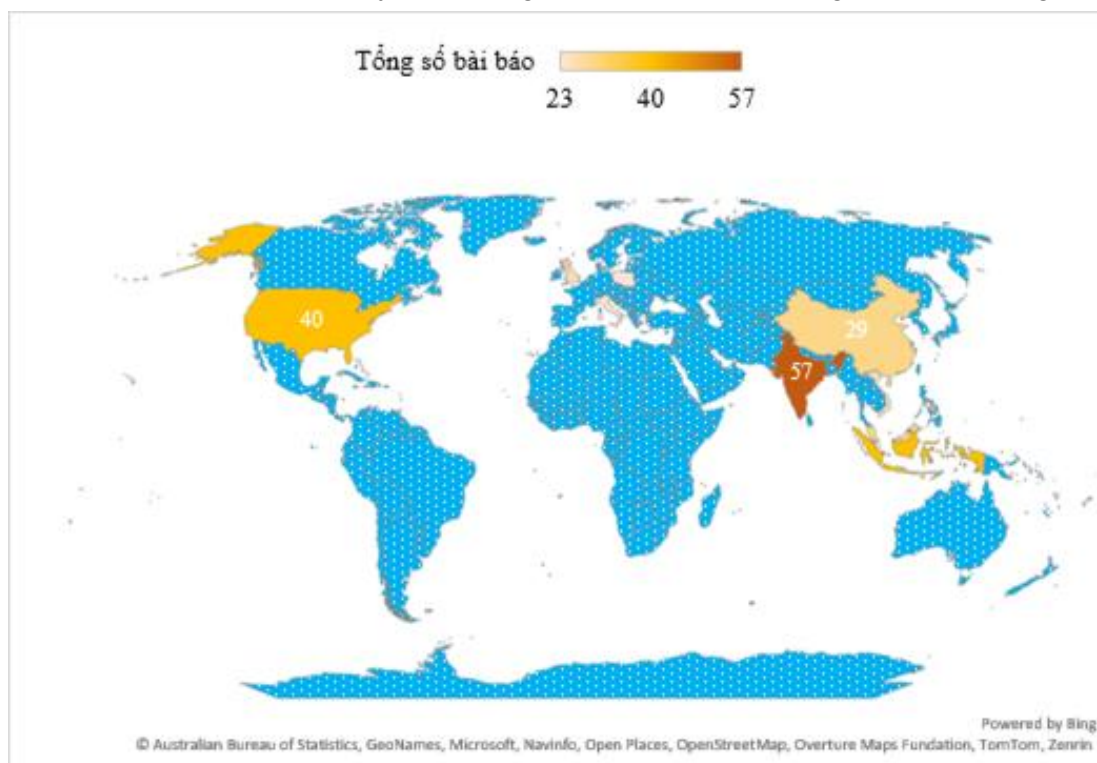 Tổng số bài báo
23 40 57
40
29
57
Powered by Bing
© Australian Bureau of Statistics, GeoNames, Microsoft, Navinfo, Open Places, OpenStreetMap, Overture Maps Fundation, TomTom, Zenrin